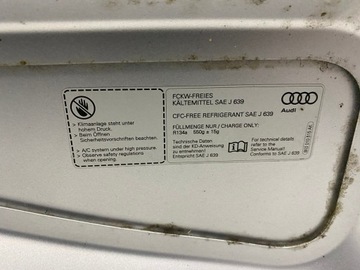 > Klimaanlage steht unter
hohem Druck.
> Beim Öffnen
Sicherheitsvorschriften beachten.
> A/C system under high pressure.
> Observe safety regulations
when opening.
FCKW-FREIES
KÄLTEMITTEL SAE J 639
CFC-FREE REFRIGERANT SAE J 639
FÜLLMENGE NUR / CHARGE ONLY:
R134a 550g ± 15g
Technische Daten
sind der KD-Anweisung
zu entnehmen!
Entspricht SAE J 639
For technical details
refer to the
Service-Manual!
Conforms to SAE J 639
Audi